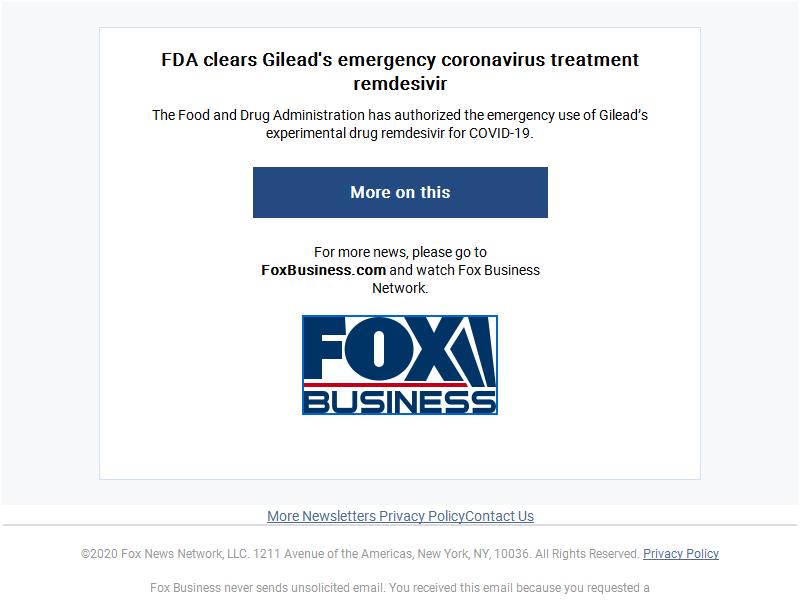 FDA clears Gilead's emergency coronavirus treatment
remdesivir
The Food and Drug Administration has authorized the emergency use of Gilead’s
experimental drug remdesivir for COVID-19.
More on this
For more news, please go to
FoxBusiness.com and watch Fox Business
Network.
FOX
BUSINESS
More Newsletters Privacy PolicyContact Us
©2020 Fox News Network, LLC. 1211 Avenue of the Americas, New York, NY, 10036. All Rights Reserved. Privacy Policy
Fox Business never sends unsolicited email. You received this email because you requested a